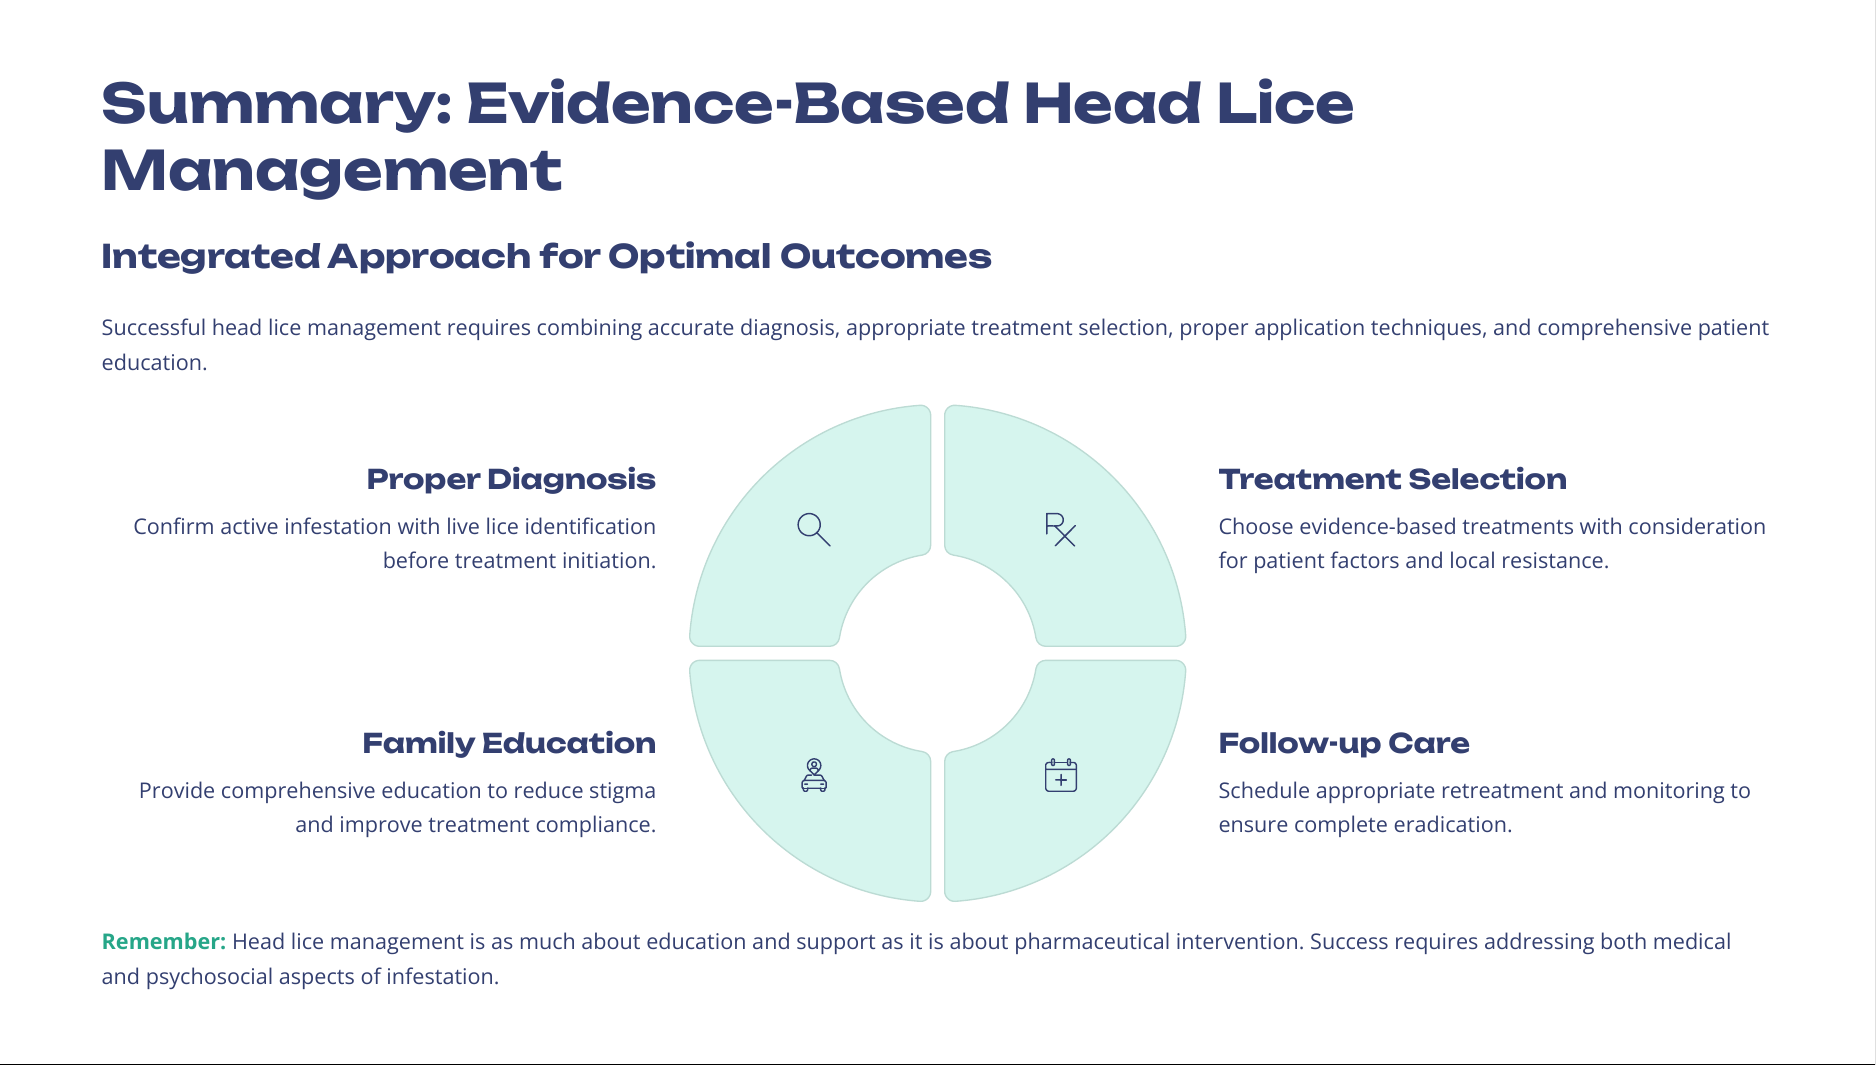 Summary: Evidence-Based Head Lice
Management
Integrated Approach for Optimal Outcomes
Successful head lice management requires combining accurate diagnosis, appropriate treatment selection, proper application techniques, and comprehensive patient
education.
Proper Diagnosis
Confirm active infestation with live lice identification
before treatment initiation.
Treatment Selection
Choose evidence-based treatments with consideration
for patient factors and local resistance.
Family Education
Provide comprehensive education to reduce stigma
and improve treatment compliance.
Follow-up Care
Schedule appropriate retreatment and monitoring to
ensure complete eradication.
Remember: Head lice management is as much about education and support as it is about pharmaceutical intervention. Success requires addressing both medical
and psychosocial aspects of infestation.